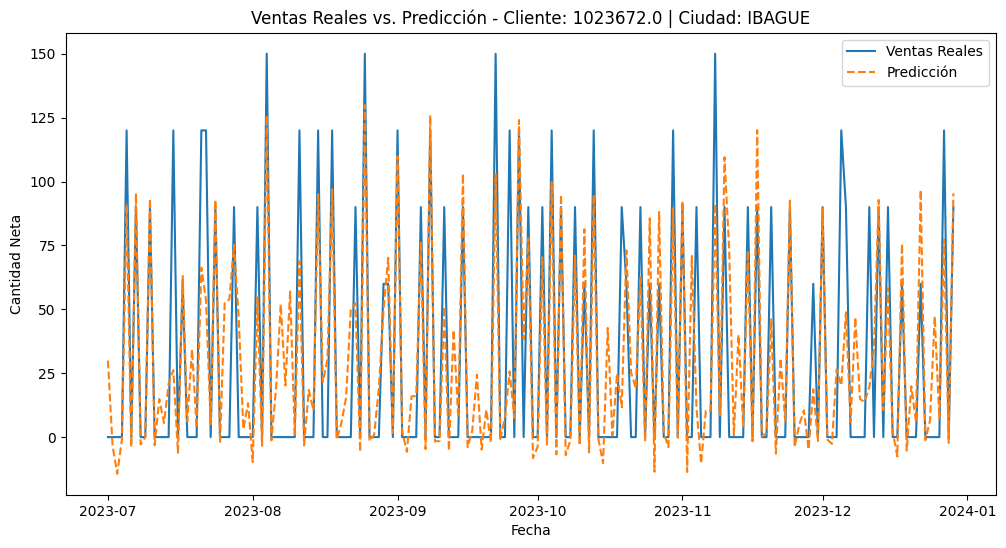 Ventas Reales vs. Predicción - Cliente: 1023672.0 | Ciudad: IBAGUE
Ventas Reales
Predicción
Cantidad Neta
150
125
100
75
50
25
0
2023-07
2023-08
2023-09
2023-10
2023-11
2023-12
2024-01
Fecha